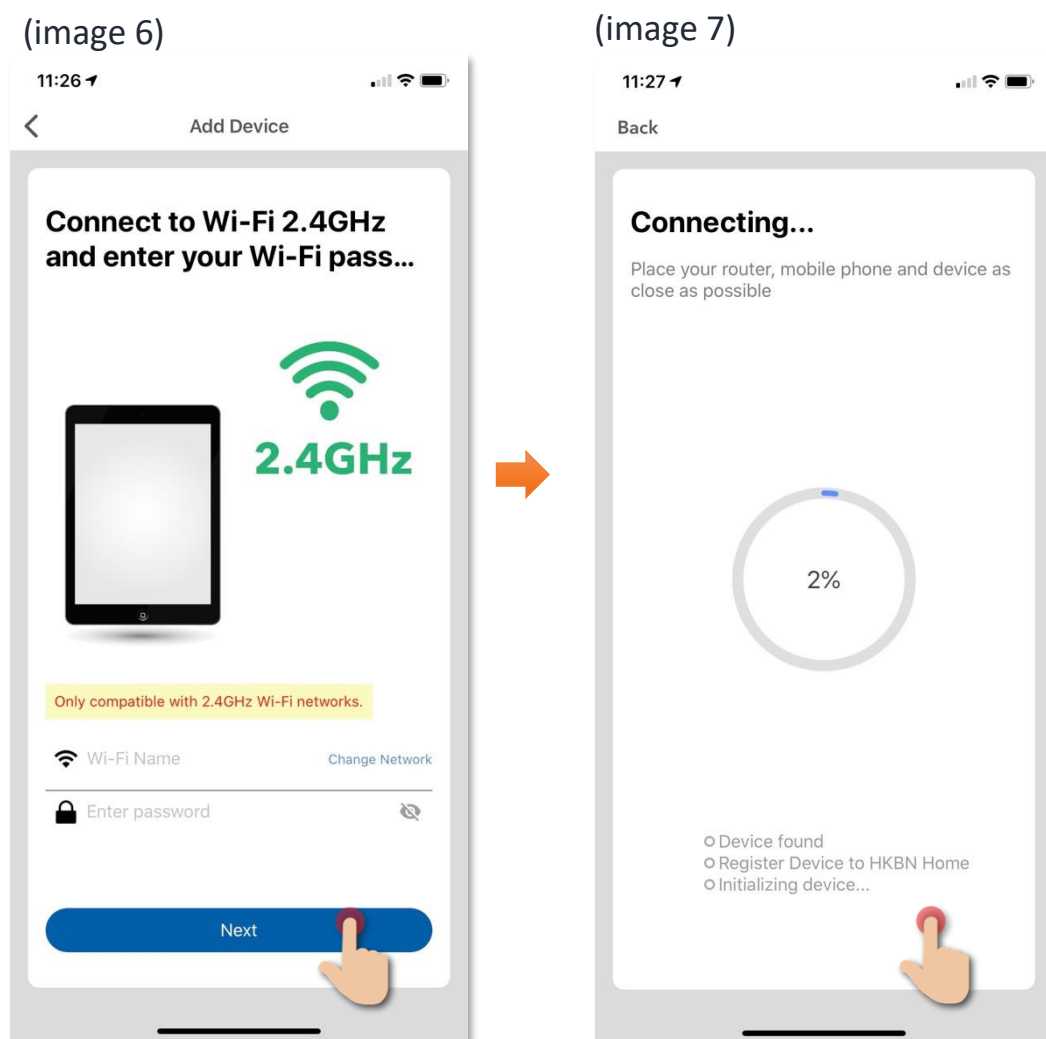 (image 6)
11:26
Add Device
Connect to Wi-Fi 2.4GHz
and enter your Wi-Fi pass...
2.4GHz
Only compatible with 2.4GHz Wi-Fi networks.
Wi-Fi Name
Change Network
Enter password
Next
(image 7)
11:27
Back
Connecting...
Place your router, mobile phone and device as
close as possible
2%
Device found
Register Device to HKBN Home
Initializing device...